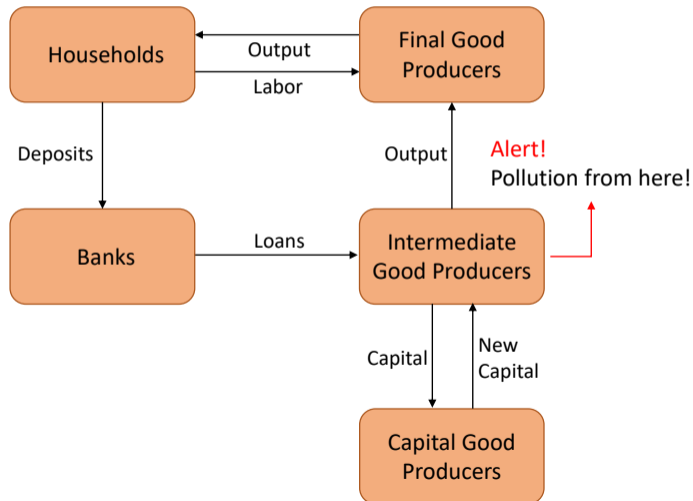 Households
Output
Labor
Final Good
Producers
Deposits
Output
Alert!
Pollution from here!
Banks
Loans
Intermediate
Good Producers
Capital
New
Capital
Capital Good
Producers